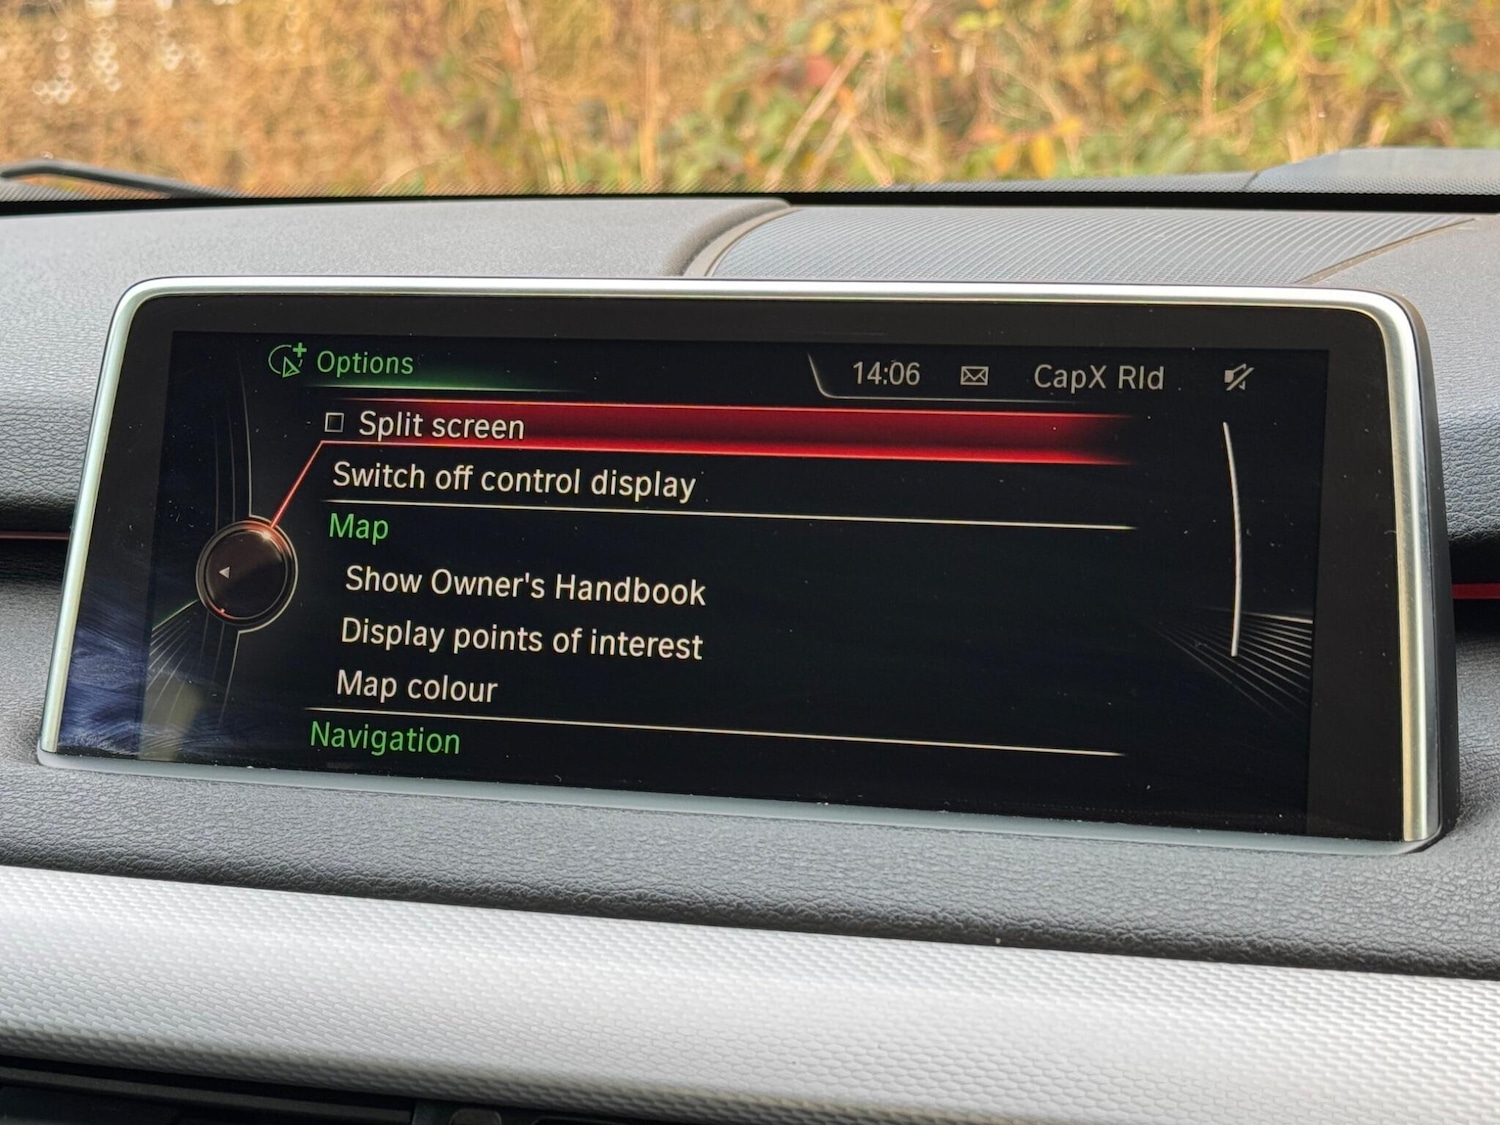 Options
14:06 CapX Rld
Split screen
Switch off control display
Map
Show Owner's Handbook
Display points of interest
Map colour
Navigation